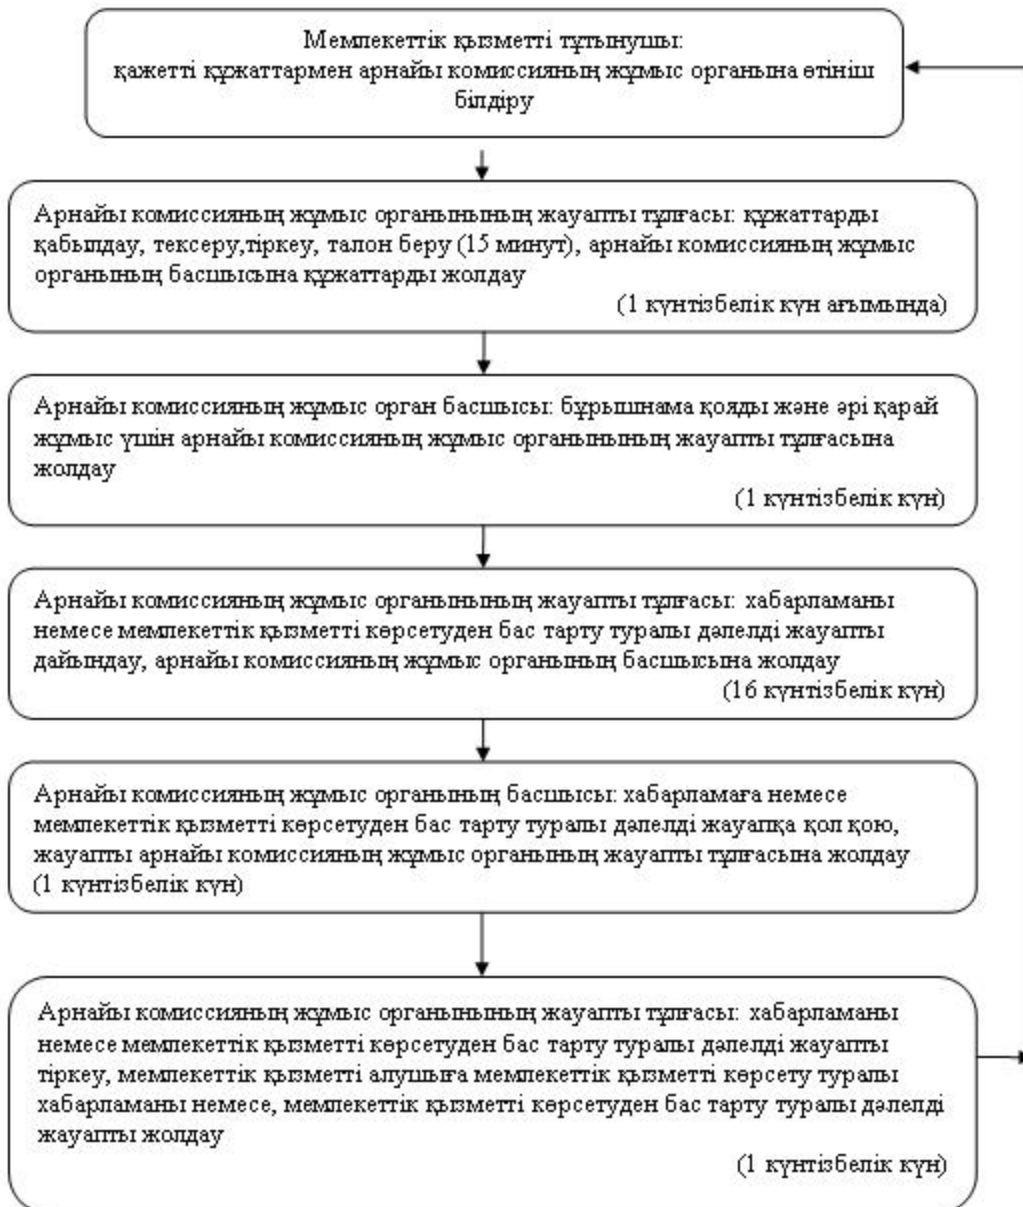 Мемлекеттік қызметті тұтынушы:
қажетті құжаттармен арнайы комиссияның жұмыс органына өтініш
білдіру
Арнайы комиссияның жұмыс органынының жауапты тұлғасы: құжаттарды
қабылдау, тексеру,тіркеу, талон беру (15 минут), арнайы комиссияның жұмыс
органының басшысына құжаттарды жолдау
(1 күнтізбелік күн ағымында)
Арнайы комиссияның жұмыс орган басшысы: бұрышнама қояды және әрі қарай
жұмыс үшін арнайы комиссияның жұмыс органынының жауапты тұлғасына
жолдау
(1 күнтізбелік күн)
Арнайы комиссияның жұмыс органынының жауапты тұлғасы: хабарламаны
немесе мемлекеттік қызметті көрсетуден бас тарту туралы дәлелді жауапты
дайындау, арнайы комиссияның жұмыс органының басшысына жолдау
(16 күнтізбелік күн)
Арнайы комиссияның жұмыс органының басшысы: хабарламаға немесе
мемлекеттік қызметті көрсетуден бас тарту туралы дәлелді жауапқа қол қою,
жауапты арнайы комиссияның жұмыс органының жауапты тұлғасына жолдау
(1 күнтізбелік күн)
Арнайы комиссияның жұмыс органынының жауапты тұлғасы: хабарламаны
немесе мемлекеттік қызметті көрсетуден бас тарту туралы дәлелді жауапты
тіркеу, мемлекеттік қызметті алушыға мемлекеттік қызметті көрсету туралы
хабарламаны немесе, мемлекеттік қызметті көрсетуден бас тарту туралы дәлелді
жауапты жолдау
(1 күнтізбелік күн)